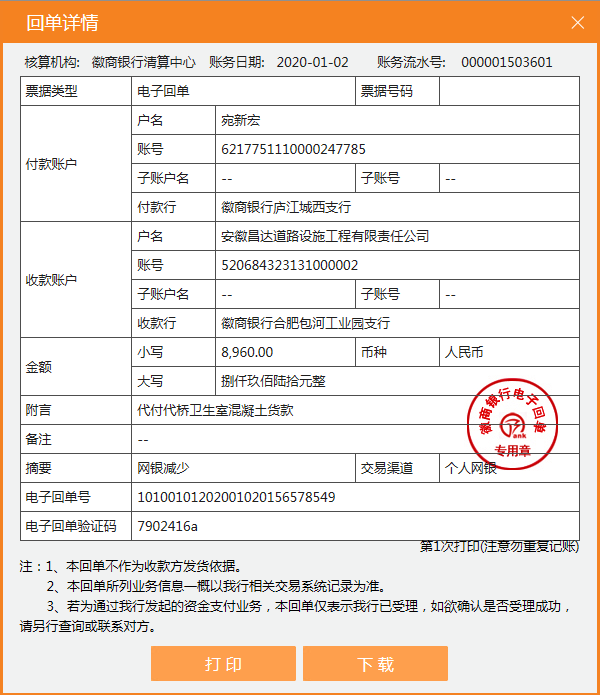 回单详情
核算机构: 徽商银行清算中心 账务日期: 2020-01-02 账务流水号: 000001503601
票据类型 电子回单 票据号码
付款账户
户名 宛新宏
账号 6217751110000247785
子账户名 -- 子账号 --
付款行 徽商银行庐江城西支行
收款账户
户名 安徽昌达道路设施工程有限责任公司
账号 520684323131000002
子账户名 -- 子账号 --
收款行 徽商银行合肥包河工业园支行
金额
小写 8,960.00 币种 人民币
大写 捌仟玖佰陆拾元整
附言 代付代桥卫生室混凝土货款
备注 --
摘要 网银减少 交易渠道 个人网银
徽商银行电子回单
Bank
专用章
电子回单号 10100101202001020156578549
电子回单验证码 7902416a
第1次打印(注意勿重复记账)
注：1、本回单不作为收款方发货依据。
2、本回单所列业务信息一概以我行相关交易系统记录为准。
3、若为通过我行发起的资金支付业务，本回单仅表示我行已受理，如欲确认是否受理成功，
请另行查询或联系对方。
打 印 下 载